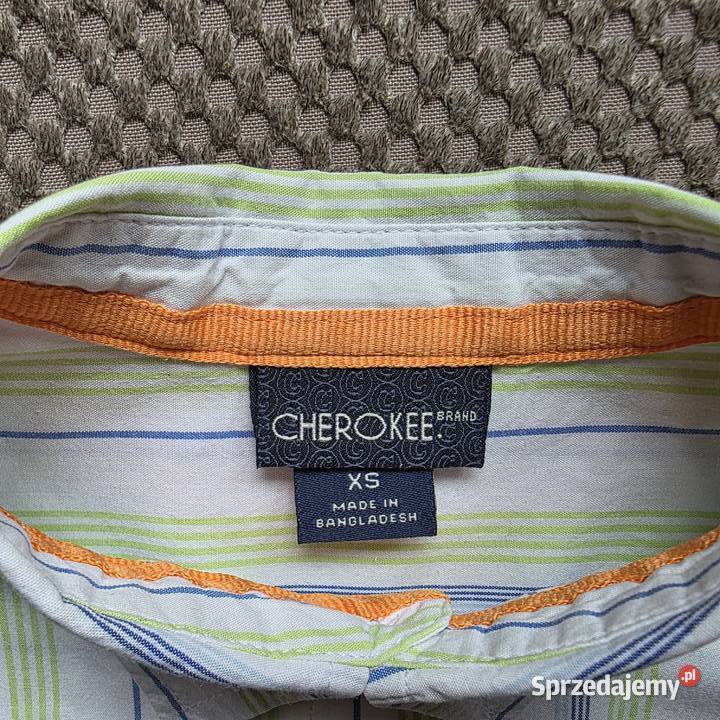 CHEROKEE. BRAND
XS
MADE IN
BANGLADESH
Sprzedajemy.pl